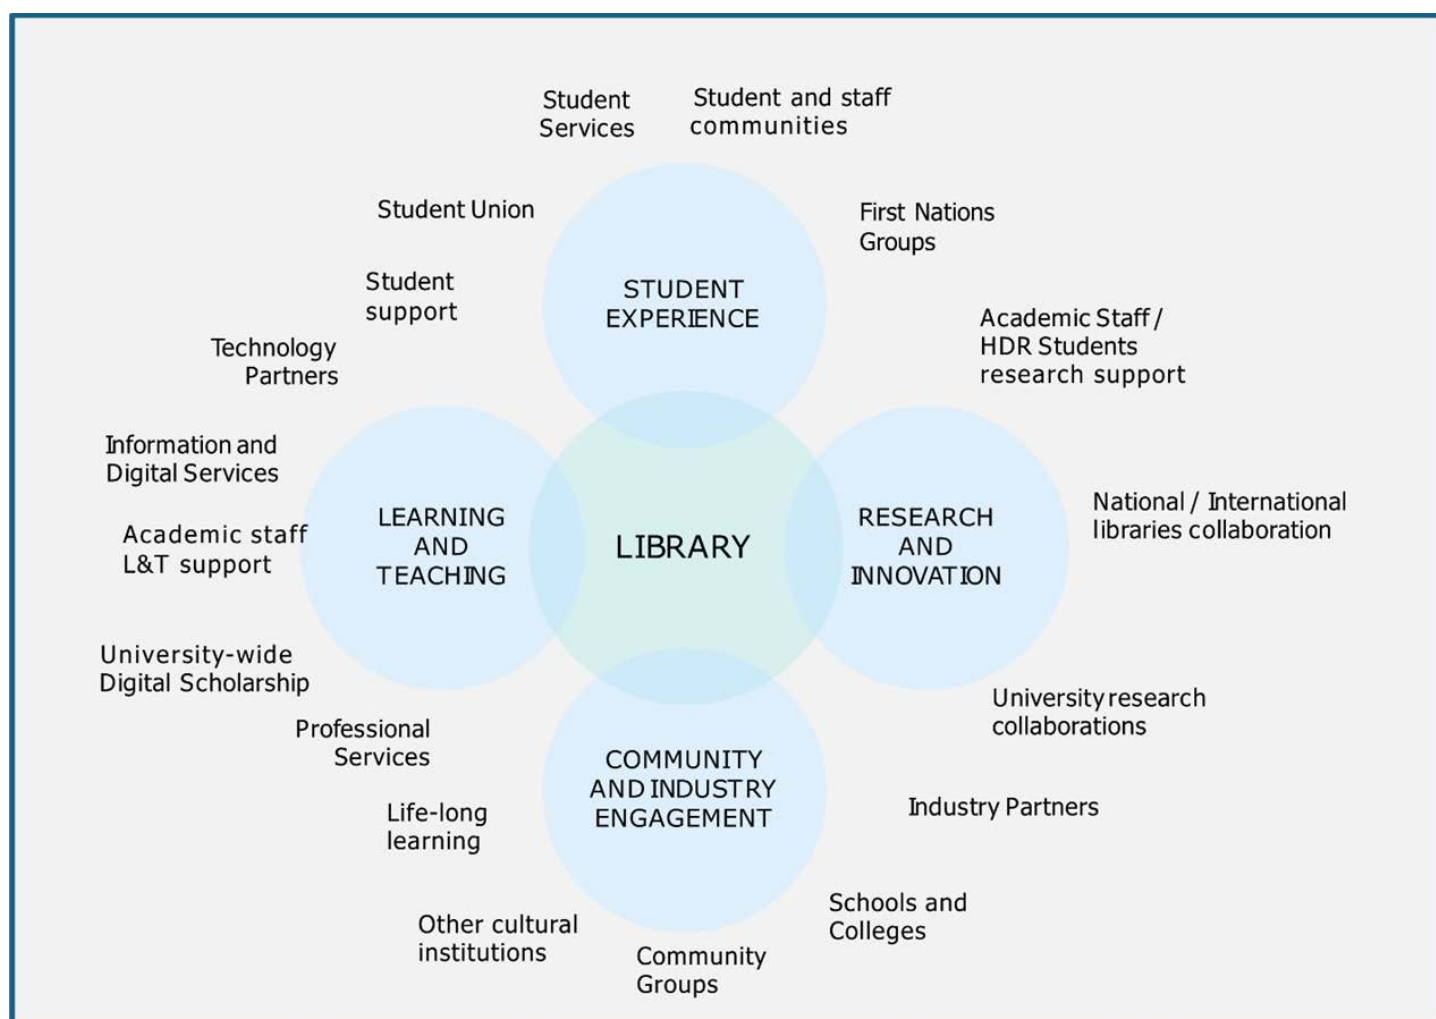 Student
Services
Student and staff
communities
Student Union
First Nations
Groups
Student
support
STUDENT
EXPERIENCE
Technology
Partners
Academic Staff /
HDR Students
research support
Information and
Digital Services
LEARNING
AND
TEACHING
LIBRARY
RESEARCH
AND
INNOVATION
National / International
libraries collaboration
Academic staff
L&T support
University-wide
Digital Scholarship
University research
collaborations
Professional
Services
COMMUNITY
AND INDUSTRY
ENGAGEMENT
Industry Partners
Life-long
learning
Schools and
Colleges
Other cultural
institutions
Community
Groups